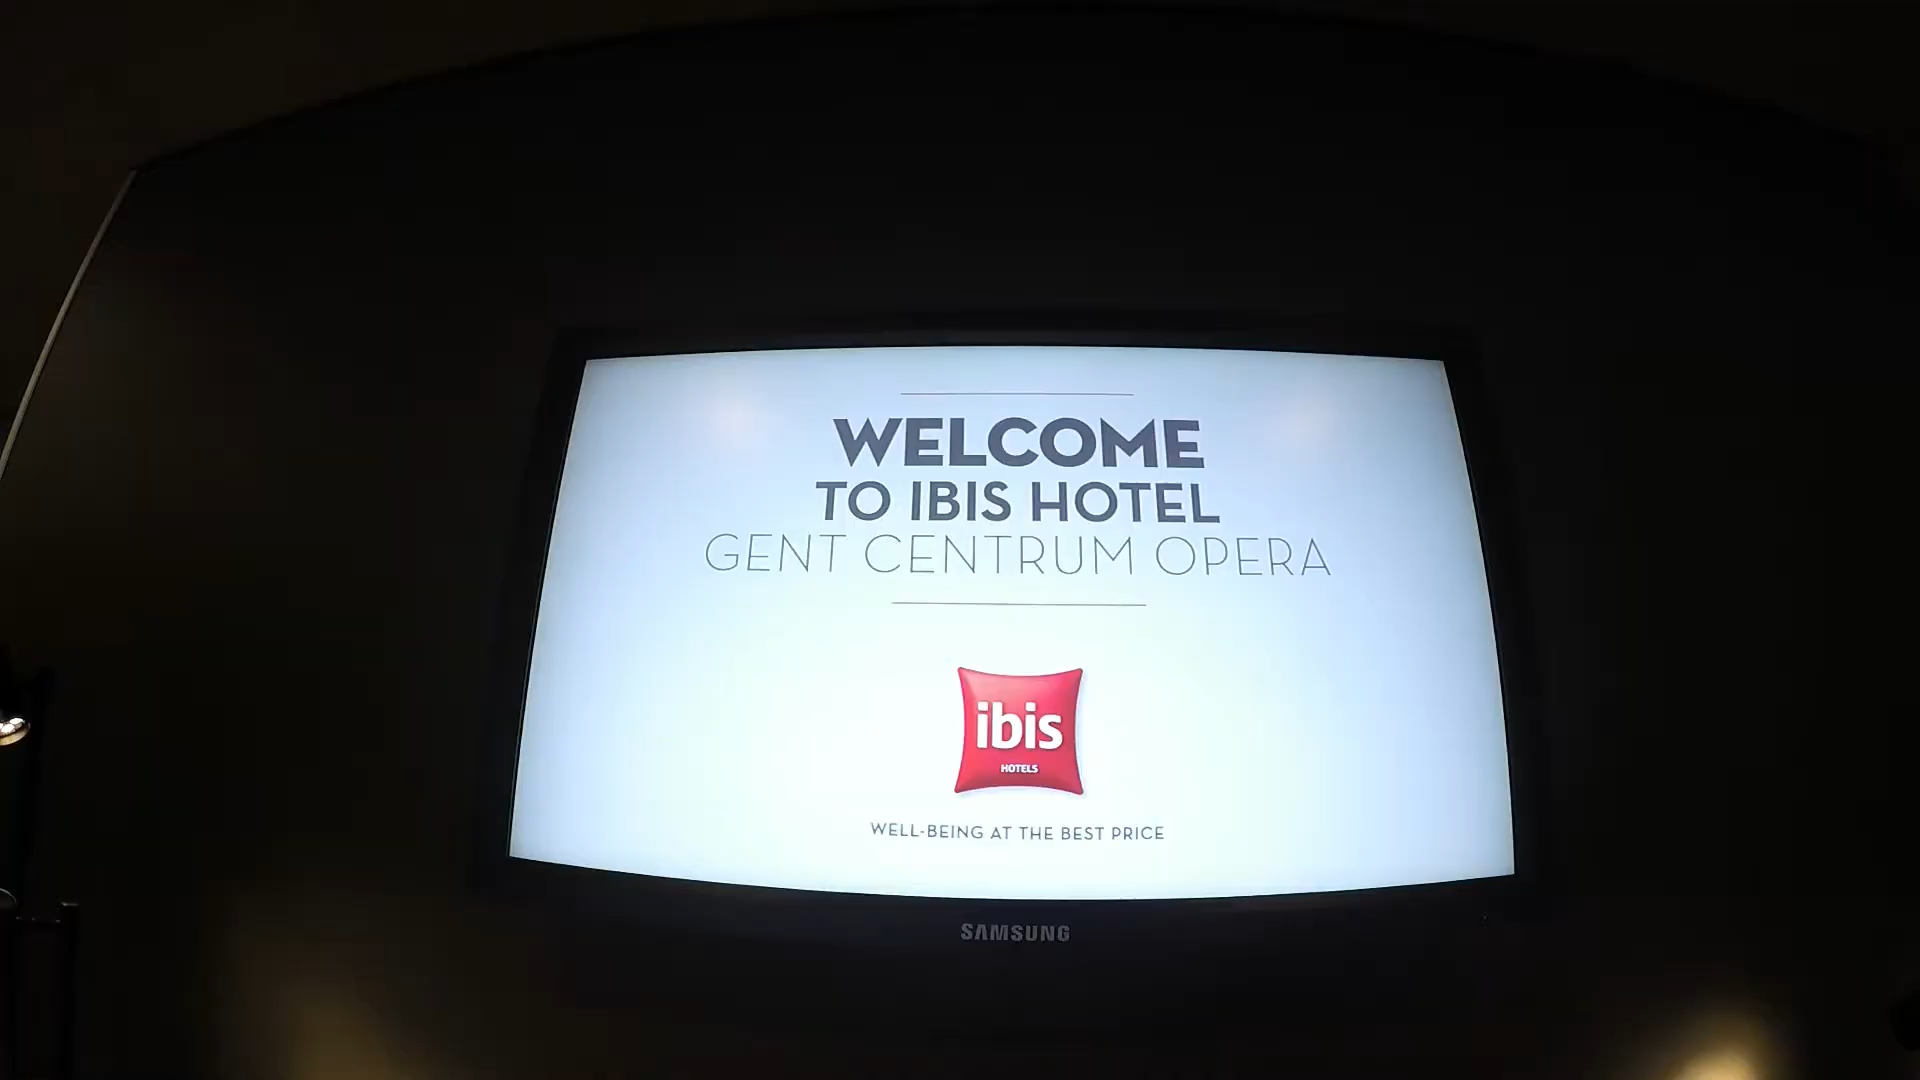 WELCOME
TO IBIS HOTEL
GENT CENTRUM OPERA
ibis
HOTELS
WELL-BEING AT THE BEST PRICE
SAMSUNG